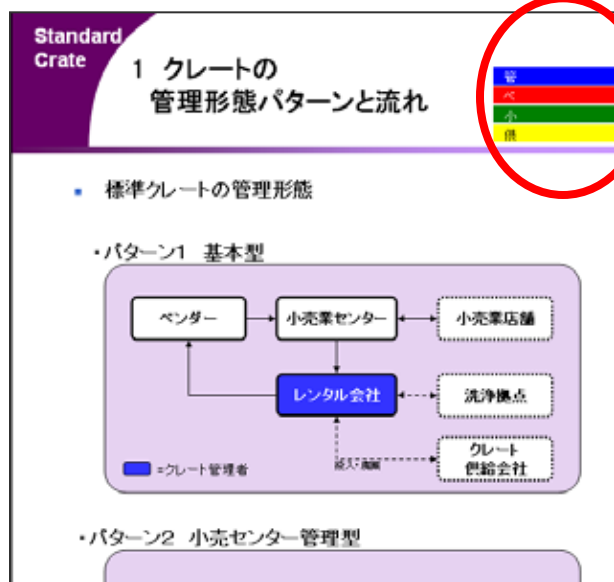 Standard
Crate
1 クレートの
管理形態パターンと流れ
管
ベ
小
供
▪ 標準クレートの管理形態
・パターン1 基本型
ベンダー
小売業センター
小売業店舗
レンタル会社
洗浄拠点
クレート
供給会社
=クレート管理者
・パターン2 小売センター管理型